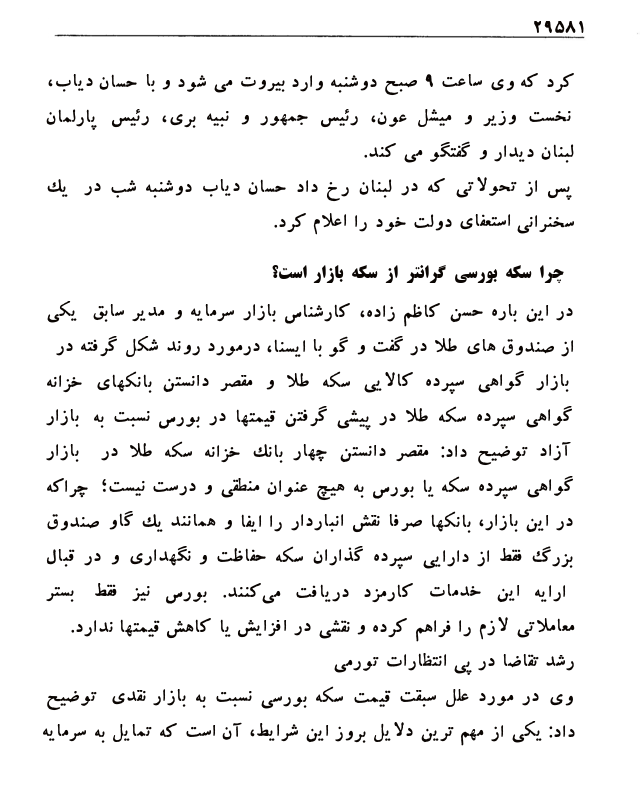 ۲۹۵۸۱
کرد که وی ساعت ۹ صبح دوشنبه وارد بیروت می شود و با حسان دیاب،
نخست وزیر و میشل عون، رئیس جمهور و نبیه بری، رئیس پارلمان
لبنان دیدار و گفتگو می کند.
پس از تحولاتی که در لبنان رخ داد حسان دیاب دوشنبه شب در یك
سخنرانی استعفای دولت خود را اعلام کرد.
چرا سکه بورسی گرانتر از سکه بازار است؟
در این باره حسن کاظم زاده، کارشناس بازار سرمایه و مدیر سابق یکی
از صندوق های طلا در گفت و گو با ایسنا، درمورد روند شکل گرفته در
بازار گواهی سپرده کالایی سکه طلا و مقصر دانستن بانکهای خزانه
گواهی سپرده سکه طلا در پیشی گرفتن قیمتها در بورس نسبت به بازار
آزاد توضیح داد: مقصر دانستن چهار بانك خزانه سکه طلا در بازار
گواهی سپرده سکه یا بورس به هیچ عنوان منطقی و درست نیست؛ چراکه
در این بازار، بانکها صرفا نقش انباردار را ایفا و همانند یك گاو صندوق
بزرگ فقط از دارایی سپرده گذاران سکه حفاظت و نگهداری و در قبال
ارایه این خدمات کارمزد دریافت می‌کنند. بورس نیز فقط بستر
معاملاتی لازم را فراهم کرده و نقشی در افزایش یا کاهش قیمتها ندارد.
رشد تقاضا در پی انتظارات تورمی
وی در مورد علل سبقت قیمت سکه بورسی نسبت به بازار نقدی توضیح
داد: یکی از مهم ترین دلایل بروز این شرایط، آن است که تمایل به سرمایه